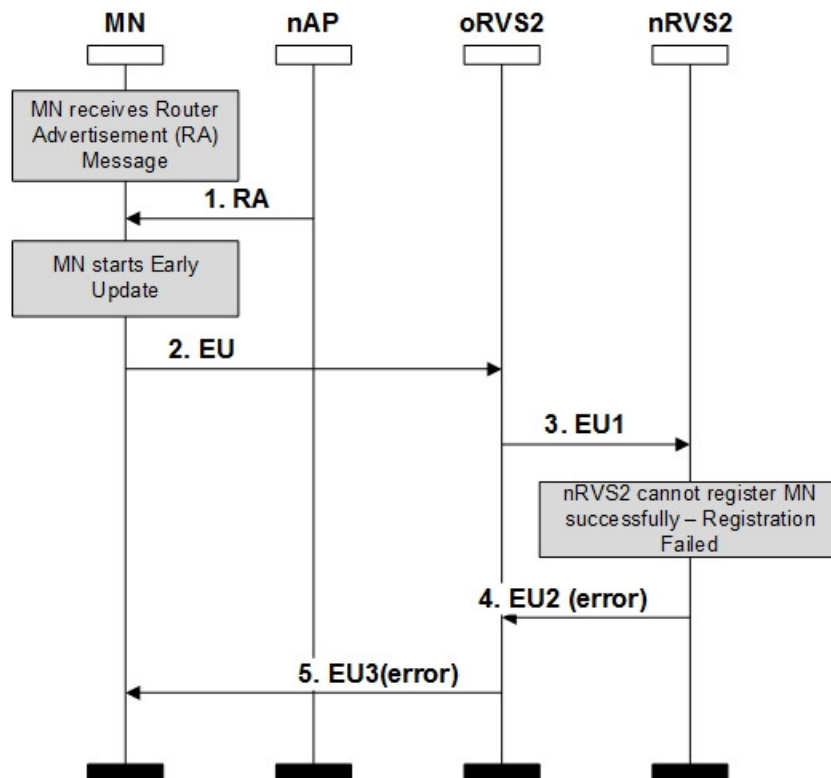 MN nAP oRVS2 nRVS2
MN receives Router
Advertisement (RA)
Message
1. RA
MN starts Early
Update
2. EU
3. EU1
nRVS2 cannot register MN
successfully – Registration
Failed
4. EU2 (error)
5. EU3(error)